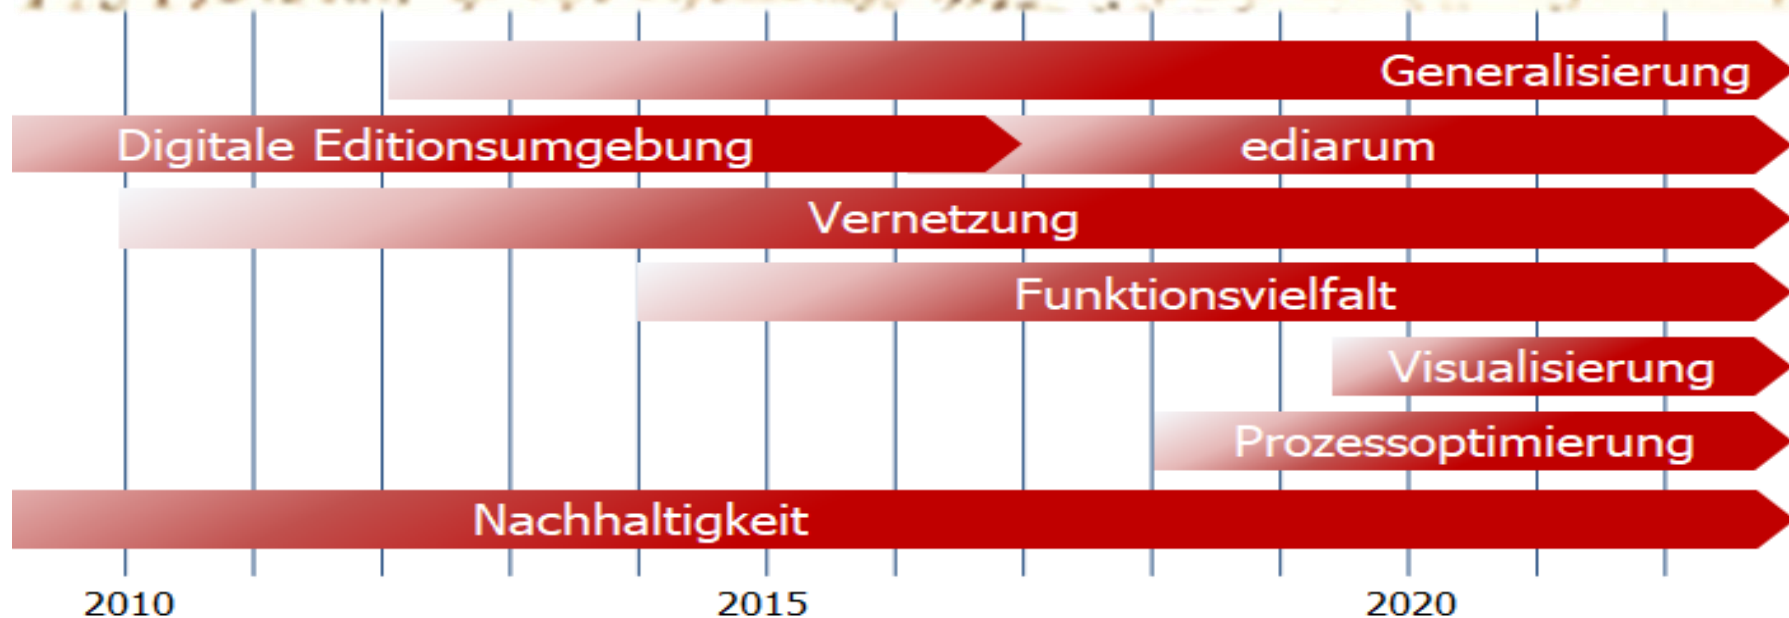 Generalisierung
Digitale Editionsumgebung ediarum
Vernetzung
Funktionsvielfalt
Visualisierung
Prozessoptimierung
Nachhaltigkeit
2010 2015 2020